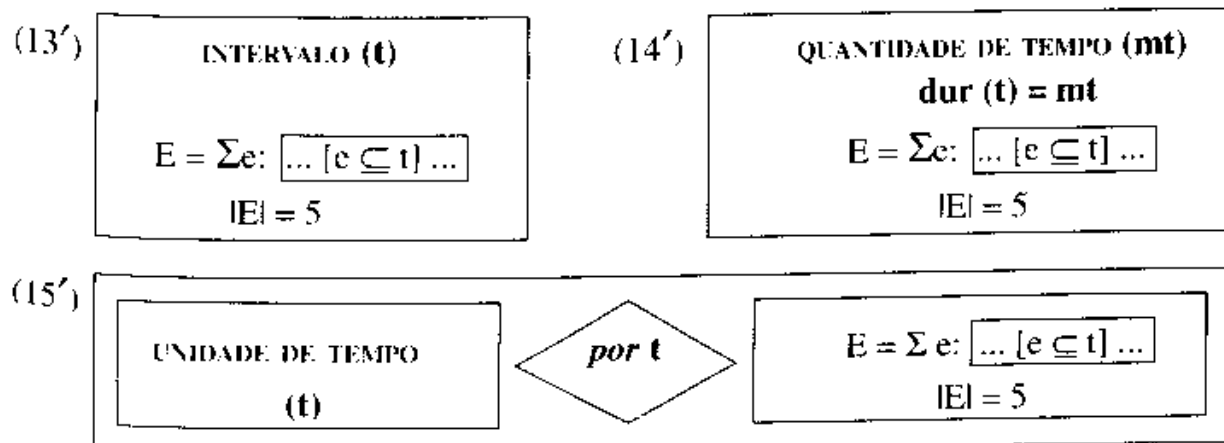 (13′) INTERVALO (t)
E = Σe: ... [e ⊆ t] ...
|E| = 5
(14′) QUANTIDADE DE TEMPO (mt)
dur (t) = mt
E = Σe: ... [e ⊆ t] ...
|E| = 5
(15′) UNIDADE DE TEMPO
(t)
por t
E = Σ e: ... [e ⊆ t] ...
|E| = 5